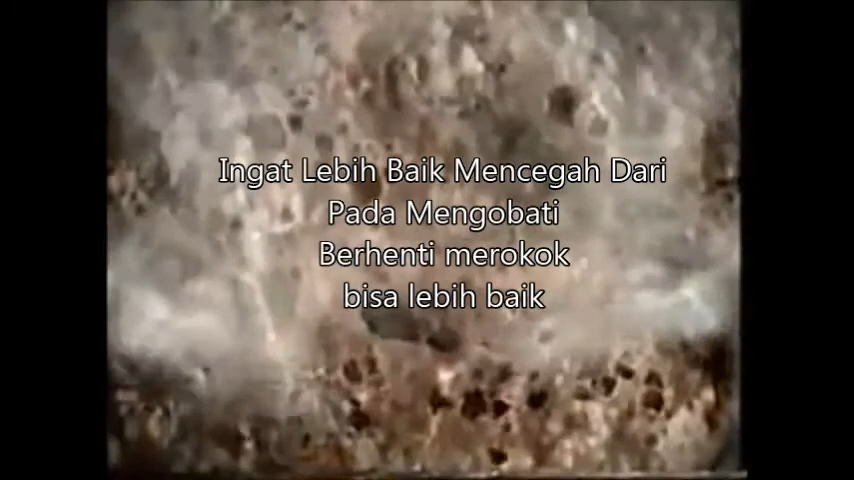 Ingat Lebih Baik Mencegah Dari
Pada Mengobati
Berhenti merokok
bisa lebih baik